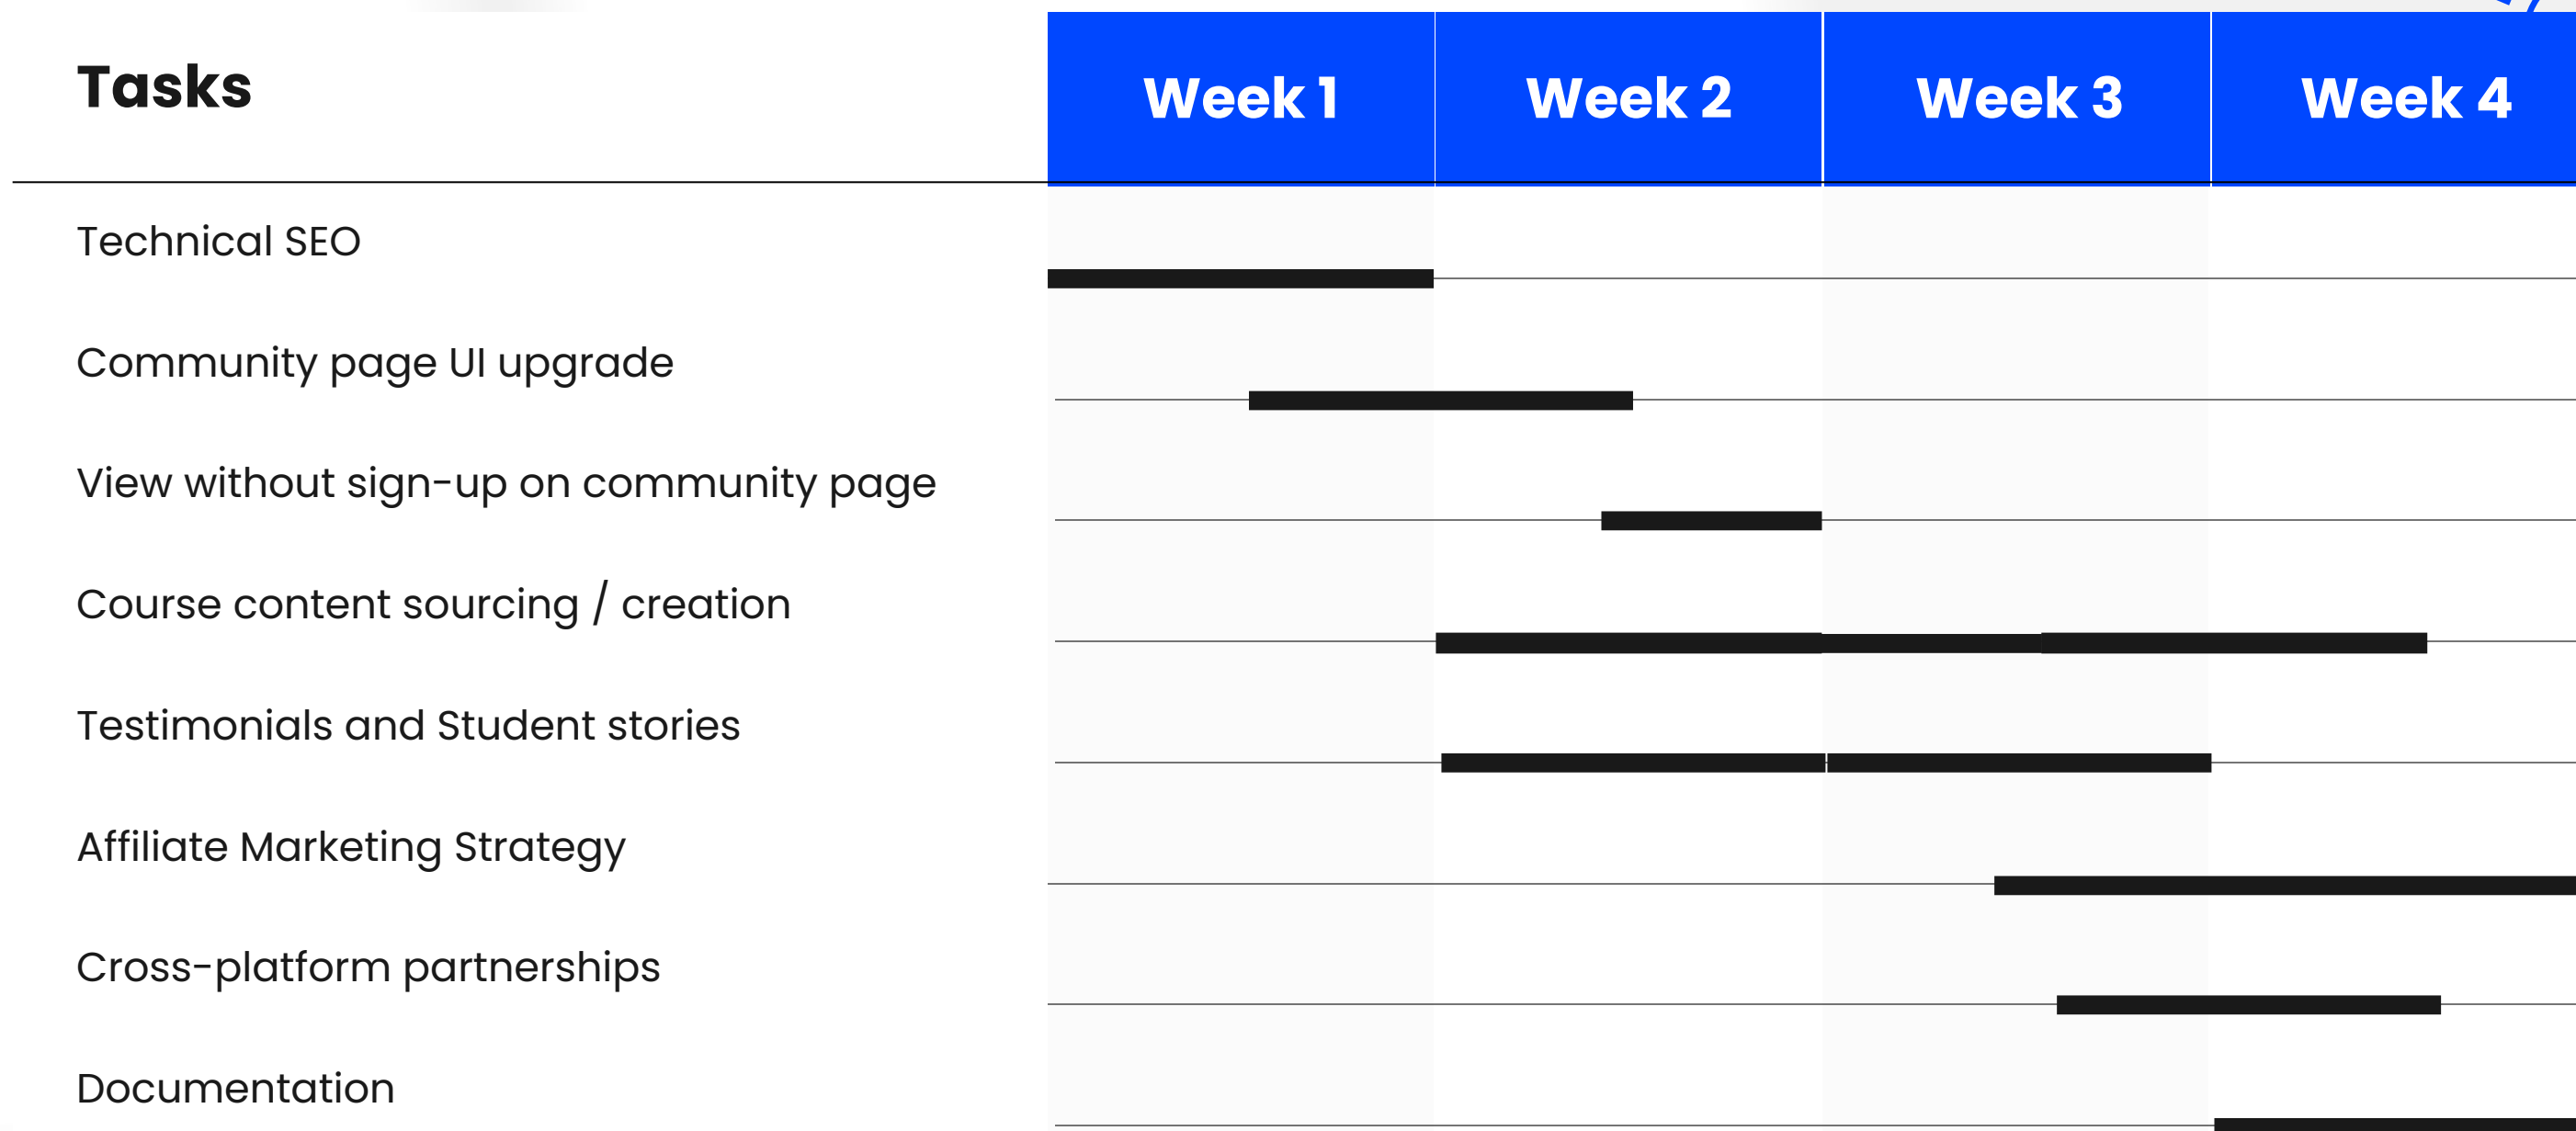 Tasks
Week 1
Week 2
Week 3
Week 4
Technical SEO
Community page UI upgrade
View without sign-up on community page
Course content sourcing / creation
Testimonials and Student stories
Affiliate Marketing Strategy
Cross-platform partnerships
Documentation